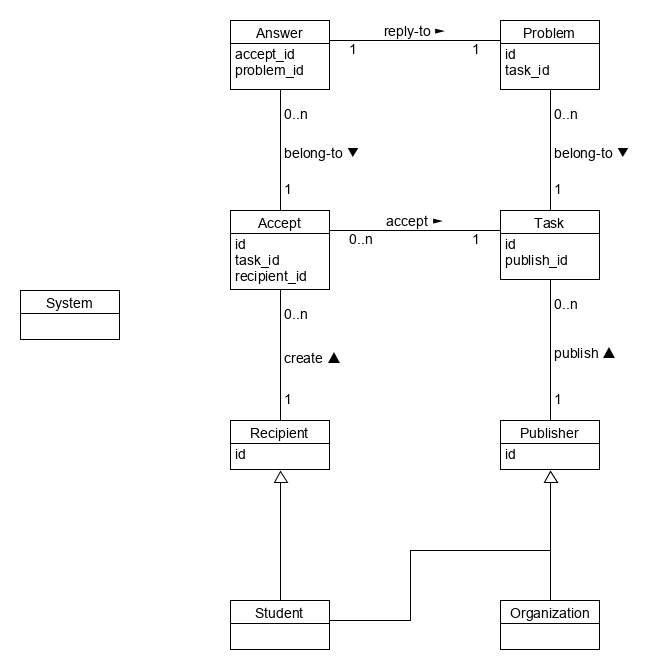 Answer
accept_id
problem_id
reply-to ►
1
1
Problem
id
task_id
0..n
belong-to ▼
1
0..n
belong-to ▼
1
Accept
id
task_id
recipient_id
accept ►
0..n
1
Task
id
publish_id
System
0..n
create ▲
1
0..n
publish ▲
1
Recipient
id
Publisher
id
Student
Organization